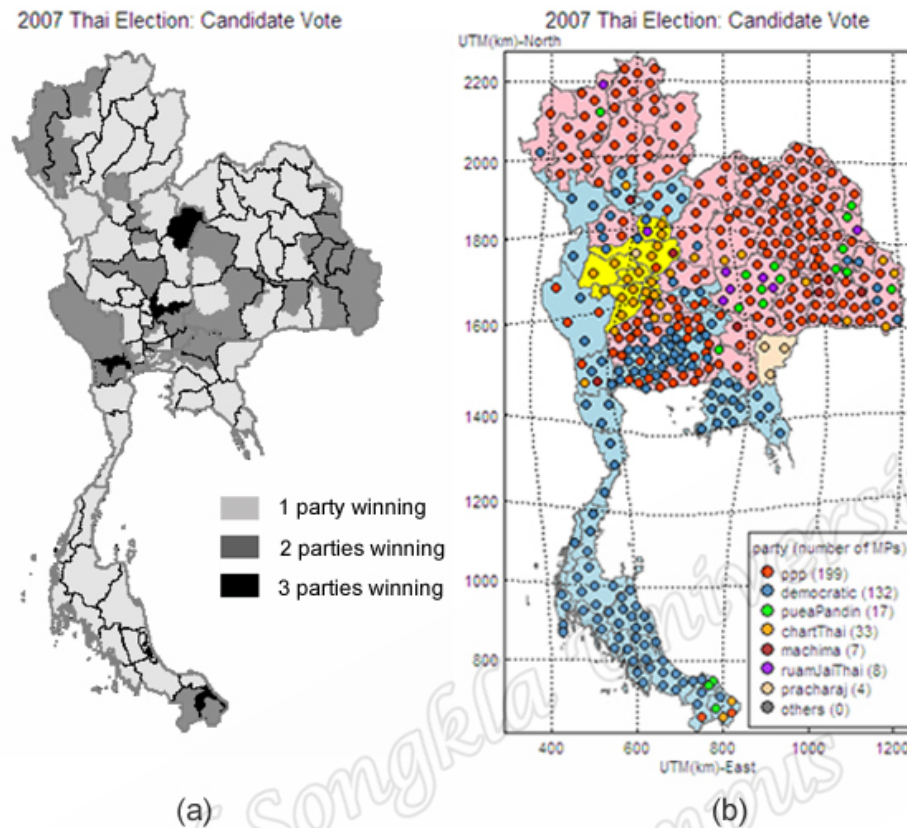 2007 Thai Election: Candidate Vote
1 party winning
2 parties winning
3 parties winning
(a)
2007 Thai Election: Candidate Vote
UTM(km)-North
2200
2000
1800
1600
1400
1200
1000
800
400
600
800
1000
1200
UTM(km)-East
party (number of MPs)
ppp (199)
democratic (132)
pueaPandin (17)
chartThai (33)
machima (7)
ruamJaiThai (8)
pracharaj (4)
others (0)
(b)
Songkla Universi
pus